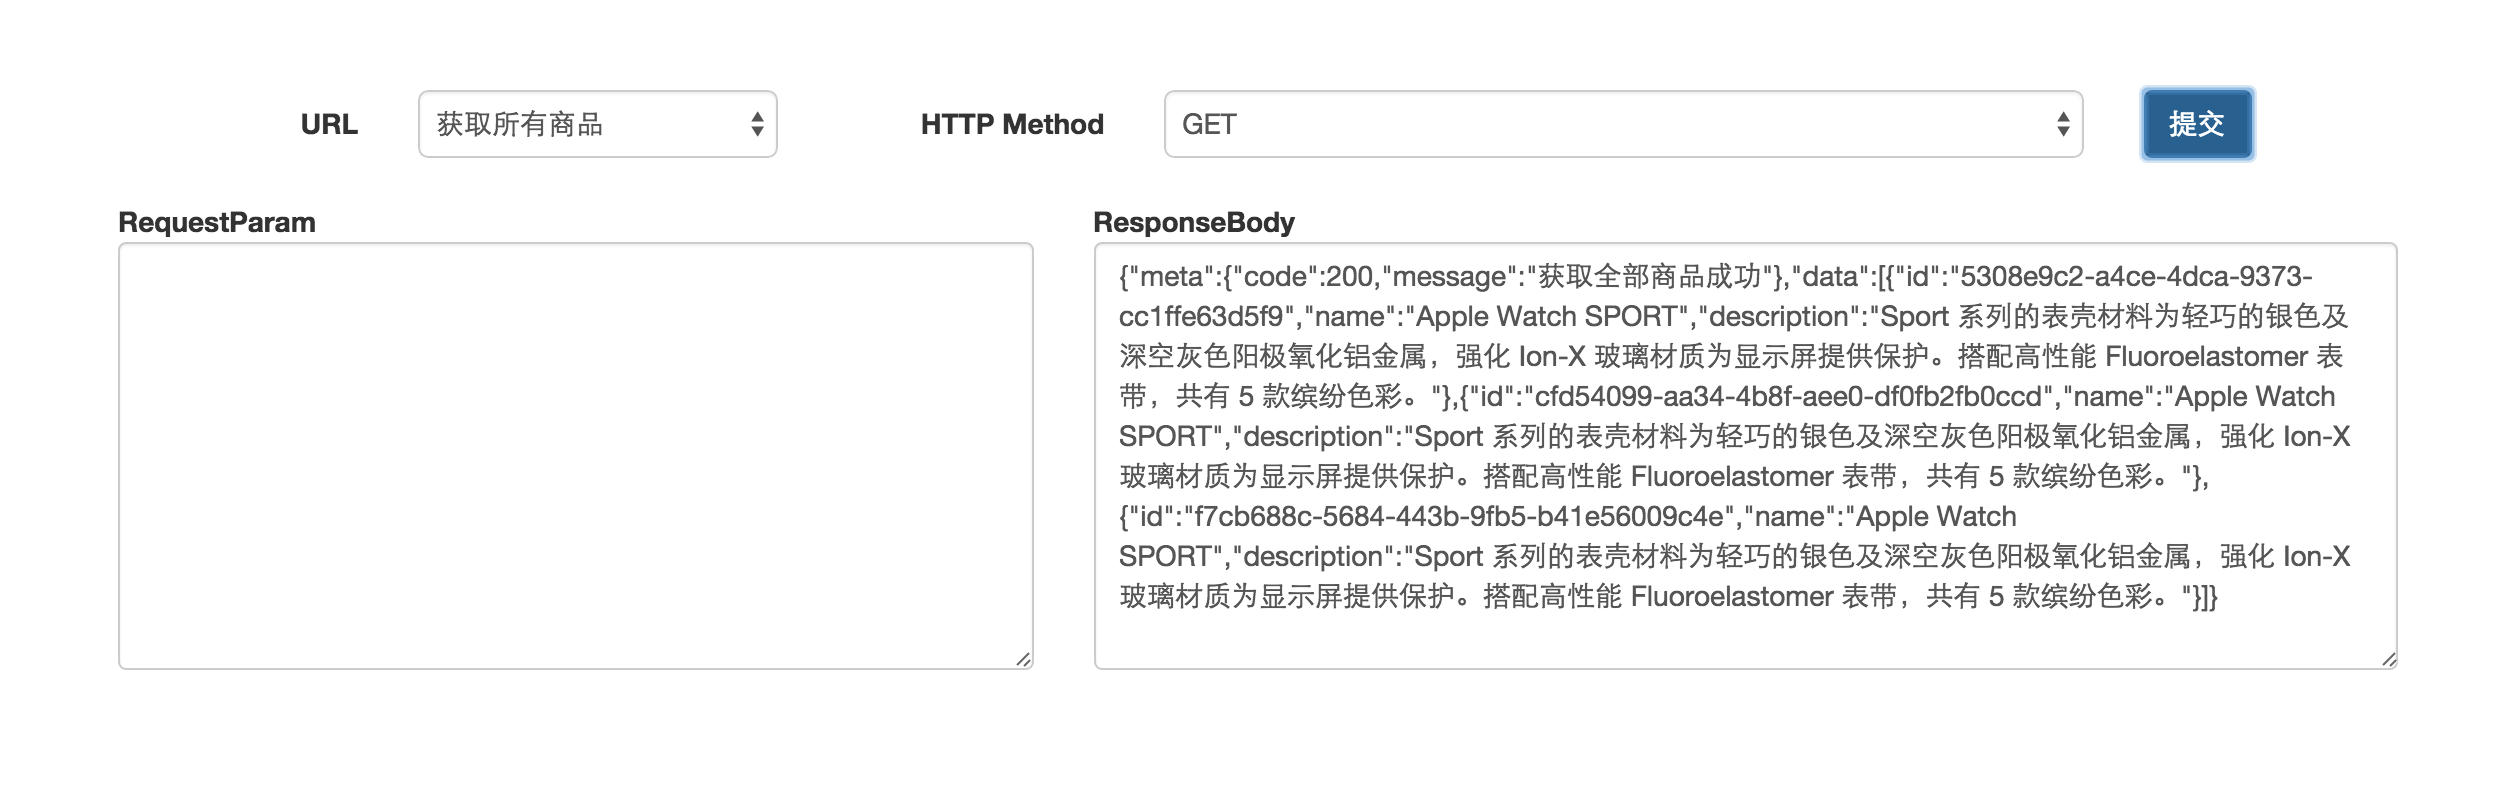 URL
获取所有商品
HTTP Method
GET
提交
RequestParam
ResponseBody
{"meta":{"code":200,"message":"获取全部商品成功"},"data":[{"id":"5308e9c2-a4ce-4dca-9373-
cc1ffe63d5f9","name":"Apple Watch SPORT","description":"Sport 系列的表壳材料为轻巧的银色及
深空灰色阳极氧化铝金属，强化 Ion-X 玻璃材质为显示屏提供保护。搭配高性能 Fluoroelastomer 表
带，共有 5 款缤纷色彩。"},{"id":"cfd54099-aa34-4b8f-aee0-df0fb2fb0ccd","name":"Apple Watch
SPORT","description":"Sport 系列的表壳材料为轻巧的银色及深空灰色阳极氧化铝金属，强化 Ion-X
玻璃材质为显示屏提供保护。搭配高性能 Fluoroelastomer 表带，共有 5 款缤纷色彩。"},
{"id":"f7cb688c-5684-443b-9fb5-b41e56009c4e","name":"Apple Watch
SPORT","description":"Sport 系列的表壳材料为轻巧的银色及深空灰色阳极氧化铝金属，强化 Ion-X
玻璃材质为显示屏提供保护。搭配高性能 Fluoroelastomer 表带，共有 5 款缤纷色彩。"}]}